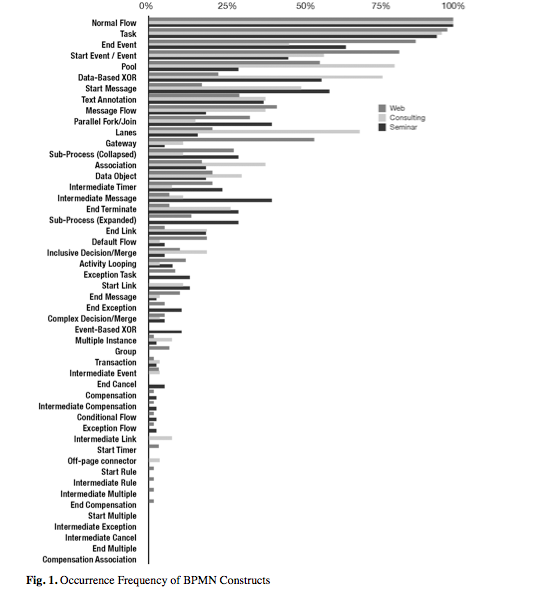 0% 25% 50% 75% 100%
Normal Flow
Task
End Event
Start Event / Event
Pool
Data-Based XOR
Start Message
Text Annotation
Message Flow
Parallel Fork/Join
Lanes
Gateway
Sub-Process (Collapsed)
Association
Data Object
Intermediate Timer
Intermediate Message
End Terminate
Sub-Process (Expanded)
End Link
Default Flow
Inclusive Decision/Merge
Activity Looping
Exception Task
Start Link
End Message
End Exception
Complex Decision/Merge
Event-Based XOR
Multiple Instance
Group
Transaction
Intermediate Event
End Cancel
Compensation
Intermediate Compensation
Conditional Flow
Exception Flow
Intermediate Link
Start Timer
Off-page connector
Start Rule
Intermediate Rule
Intermediate Multiple
End Compensation
Start Multiple
Intermediate Exception
Intermediate Cancel
End Multiple
Compensation Association
Web
Consulting
Seminar
Fig. 1. Occurrence Frequency of BPMN Constructs